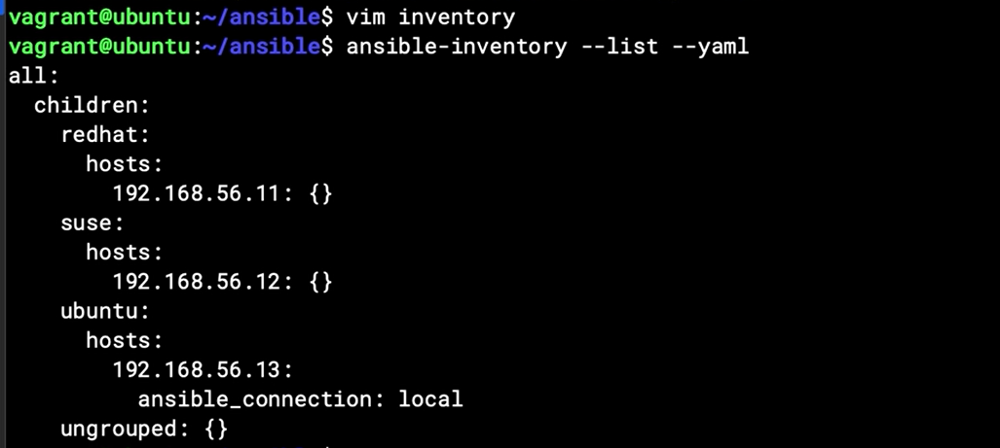 vagrant@ubuntu:~/ansible$ vim inventory
vagrant@ubuntu:~/ansible$ ansible-inventory --list --yaml
all:
  children:
    redhat:
      hosts:
        192.168.56.11: {}
    suse:
      hosts:
        192.168.56.12: {}
    ubuntu:
      hosts:
        192.168.56.13:
          ansible_connection: local
    ungrouped: {}